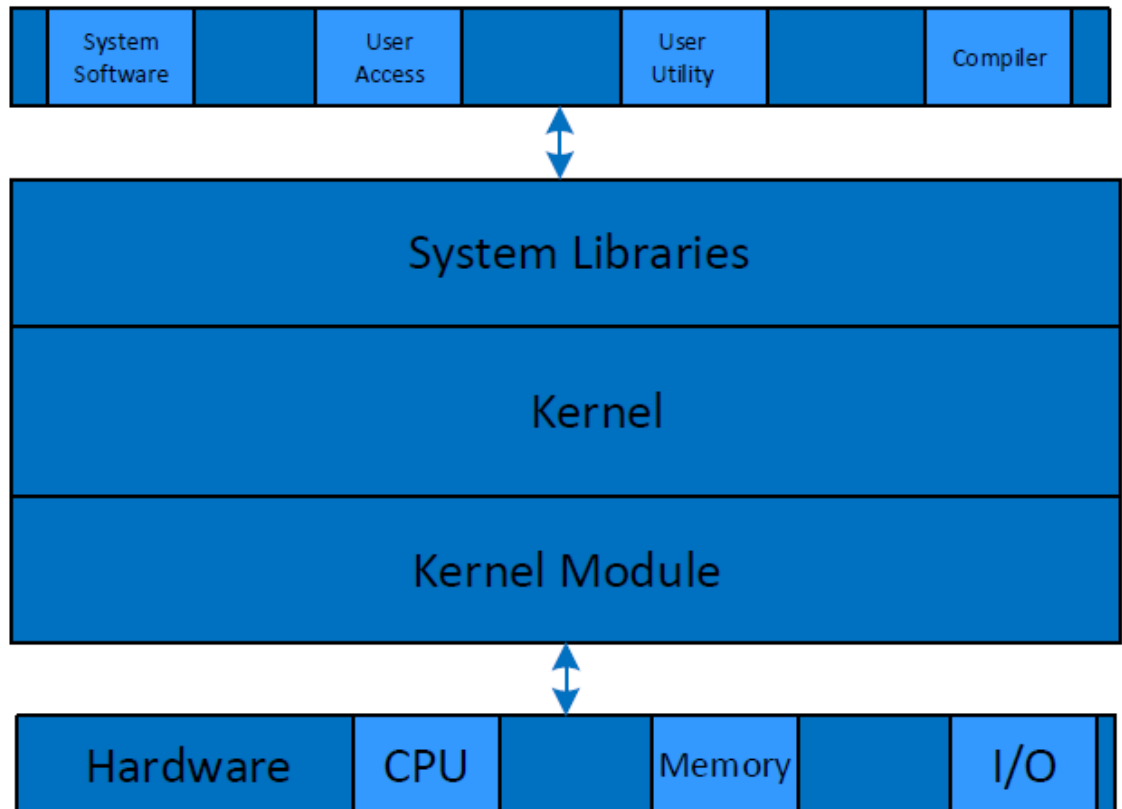 System
Software
User
Access
User
Utility
Compiler
System Libraries
Kernel
Kernel Module
Hardware
CPU
Memory
I/O